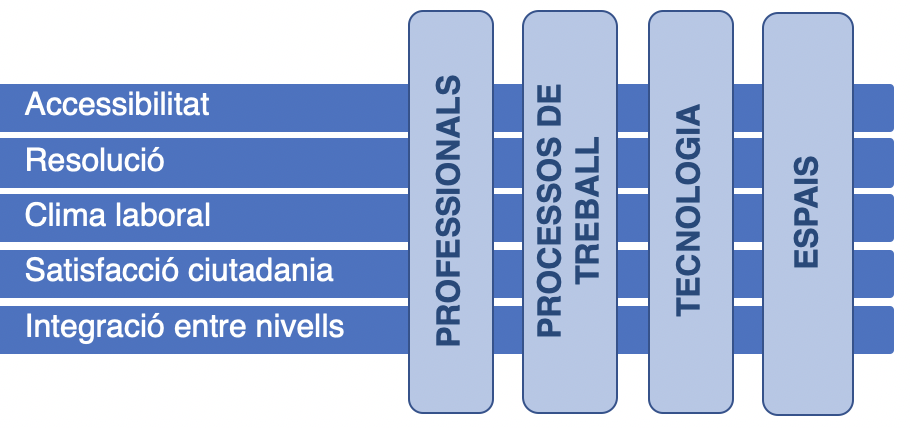 Accessibilitat
Resolució
Clima laboral
Satisfacció ciutadania
Integració entre nivells
PROFESSIONALS
PROCESSOS DE
TREBALL
TECNOLOGIA
ESPAIS